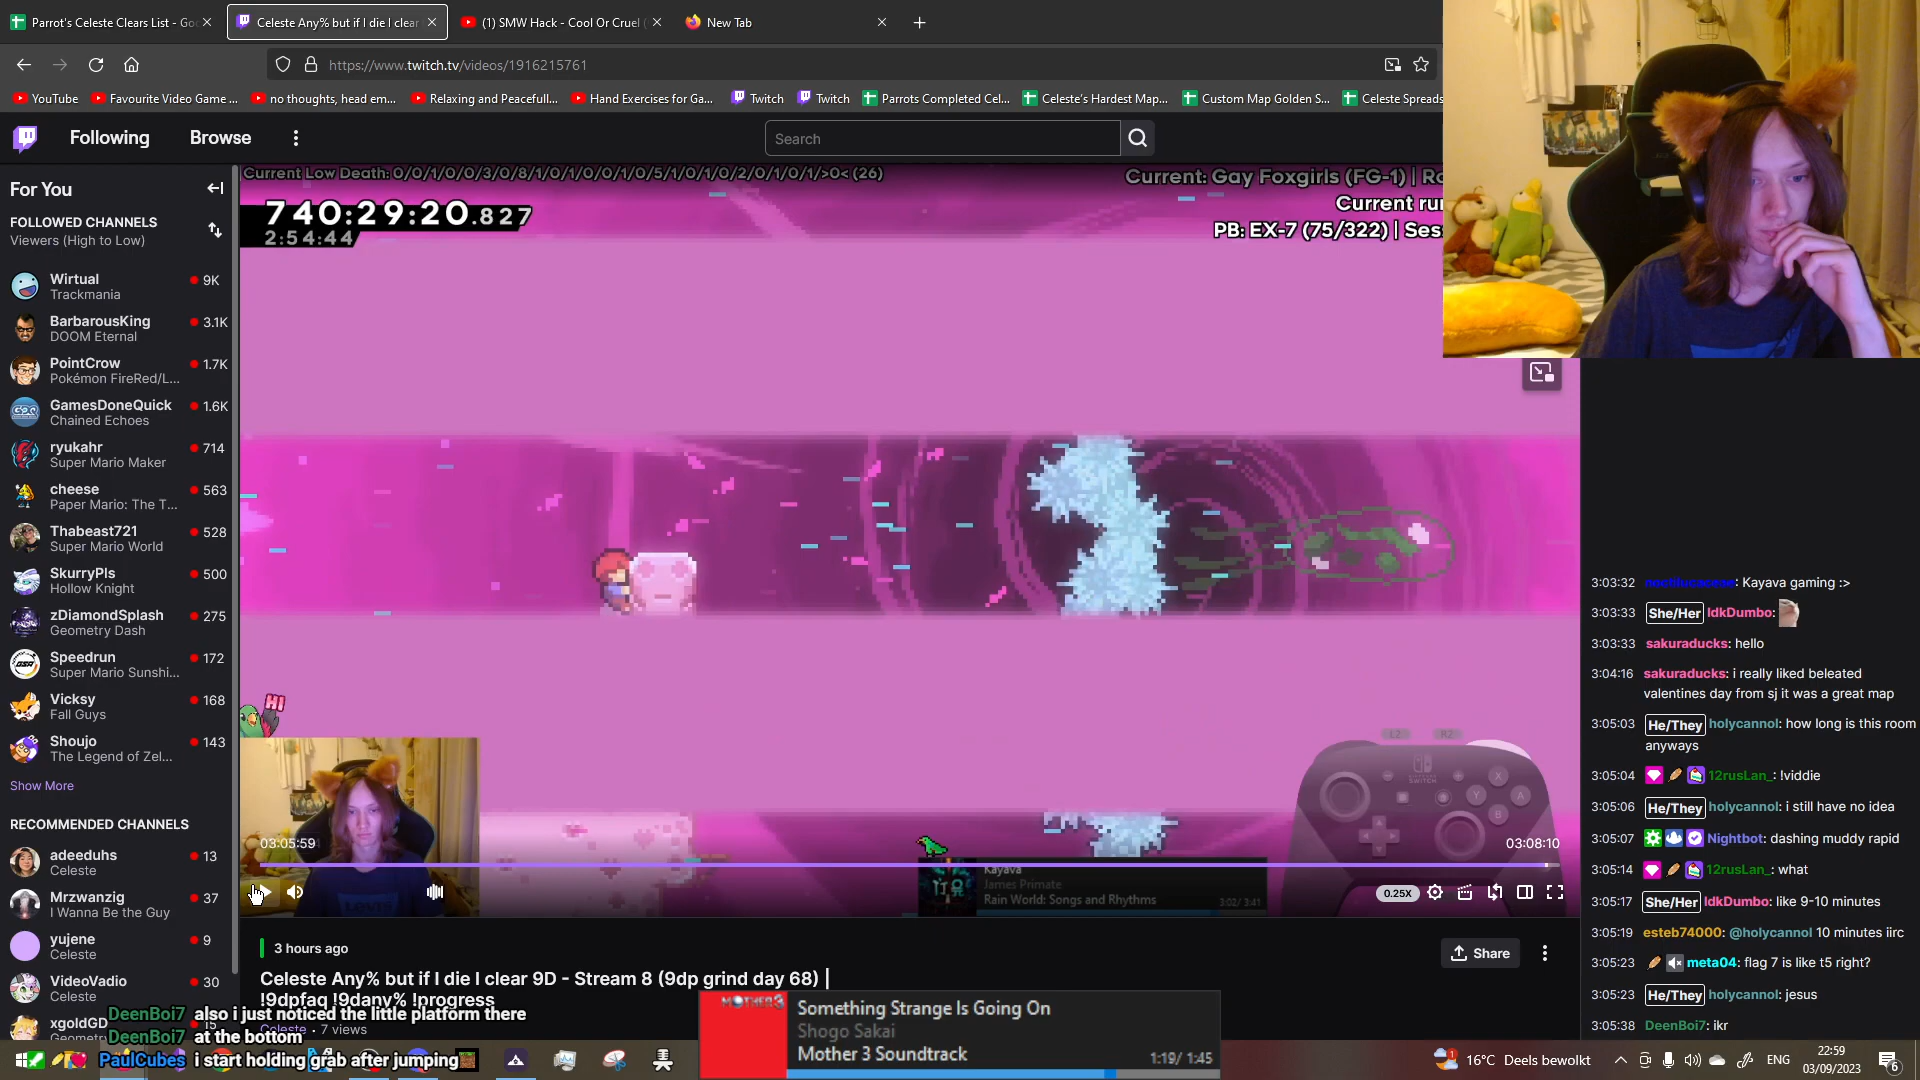 Parrot's Celeste Clears List - Goo
Celeste Any% but if I die I clear
(1) SMW Hack - Cool Or Cruel (
New Tab
https://www.twitch.tv/videos/1916215761
YouTube
Favourite Video Game ...
no thoughts, head em...
Relaxing and Peacefull...
Hand Exercises for Ga...
Twitch
Twitch
Parrots Completed Cel...
Celeste's Hardest Map...
Custom Map Golden S...
Celeste Spreads
Following
Browse
Search
For You
FOLLOWED CHANNELS
Viewers (High to Low)
Wirtual 9K
Trackmania
BarbarousKing 3.1K
DOOM Eternal
PointCrow 1.7K
Pokémon FireRed/L...
GamesDoneQuick 1.6K
Chained Echoes
ryukahr 714
Super Mario Maker
cheese 563
Paper Mario: The T...
Thabeast721 528
Super Mario World
SkurryPls 500
Hollow Knight
zDiamondSplash 275
Geometry Dash
Speedrun 172
Super Mario Sunshi...
Vicksy 168
Fall Guys
Shoujo 143
The Legend of Zel...
Show More
RECOMMENDED CHANNELS
adeeduhs 13
Celeste
Mrzwanzig 37
I Wanna Be the Guy
yujene 9
Celeste
VideoVadio 30
Celeste
xgoldGD 15
Current Low Death: 0/0/1/0/0/3/0/8/1/0/1/0/0/1/0/5/1/0/1/0/2/0/1/0/1/>0< (26)
740:29:20.827
2:54:44
Current: Gay Foxgirls (FG-1) | Ro
Current run
PB: EX-7 (75/322) | Sess
HI
L2 R2
SWITCH
X
Y A
B
03:05:59
03:08:10
Kayava
James Primate
Rain World: Songs and Rhythms
3:02/ 3:41
0.25X
3 hours ago
Share
Celeste Any% but if I die I clear 9D - Stream 8 (9dp grind day 68) |
!9dpfaq !9dany% !progress
Celeste · 7 views
DeenBoi7 also i just noticed the little platform there
DeenBoi7 at the bottom
PaulCubes i start holding grab after jumping
MOTHER3
Something Strange Is Going On
Shogo Sakai
Mother 3 Soundtrack
1:19/ 1:45
3:03:32 : Kayava gaming :>
3:03:33 She/Her IdkDumbo:
3:03:33 sakuraducks: hello
3:04:16 sakuraducks: i really liked beleated
valentines day from sj it was a great map
3:05:03 He/They holycannol: how long is this room
anyways
3:05:04 12rusLan_: !viddie
3:05:06 He/They holycannol: i still have no idea
3:05:07 Nightbot: dashing muddy rapid
3:05:14 12rusLan_: what
3:05:17 She/Her IdkDumbo: like 9-10 minutes
3:05:19 esteb74000: @holycannol 10 minutes iirc
3:05:23 meta04: flag 7 is like t5 right?
3:05:23 He/They holycannol: jesus
3:05:38 DeenBoi7: ikr
16°C Deels bewolkt
ENG
22:59
03/09/2023
6